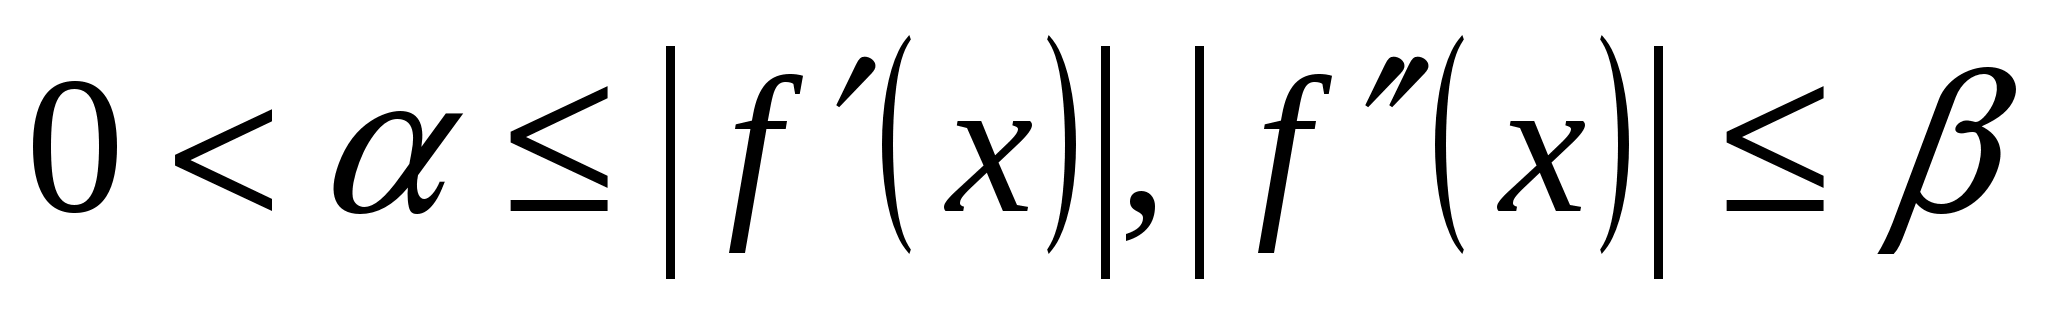 0 < α ≤ |f′(x)|, |f″(x)| ≤ β